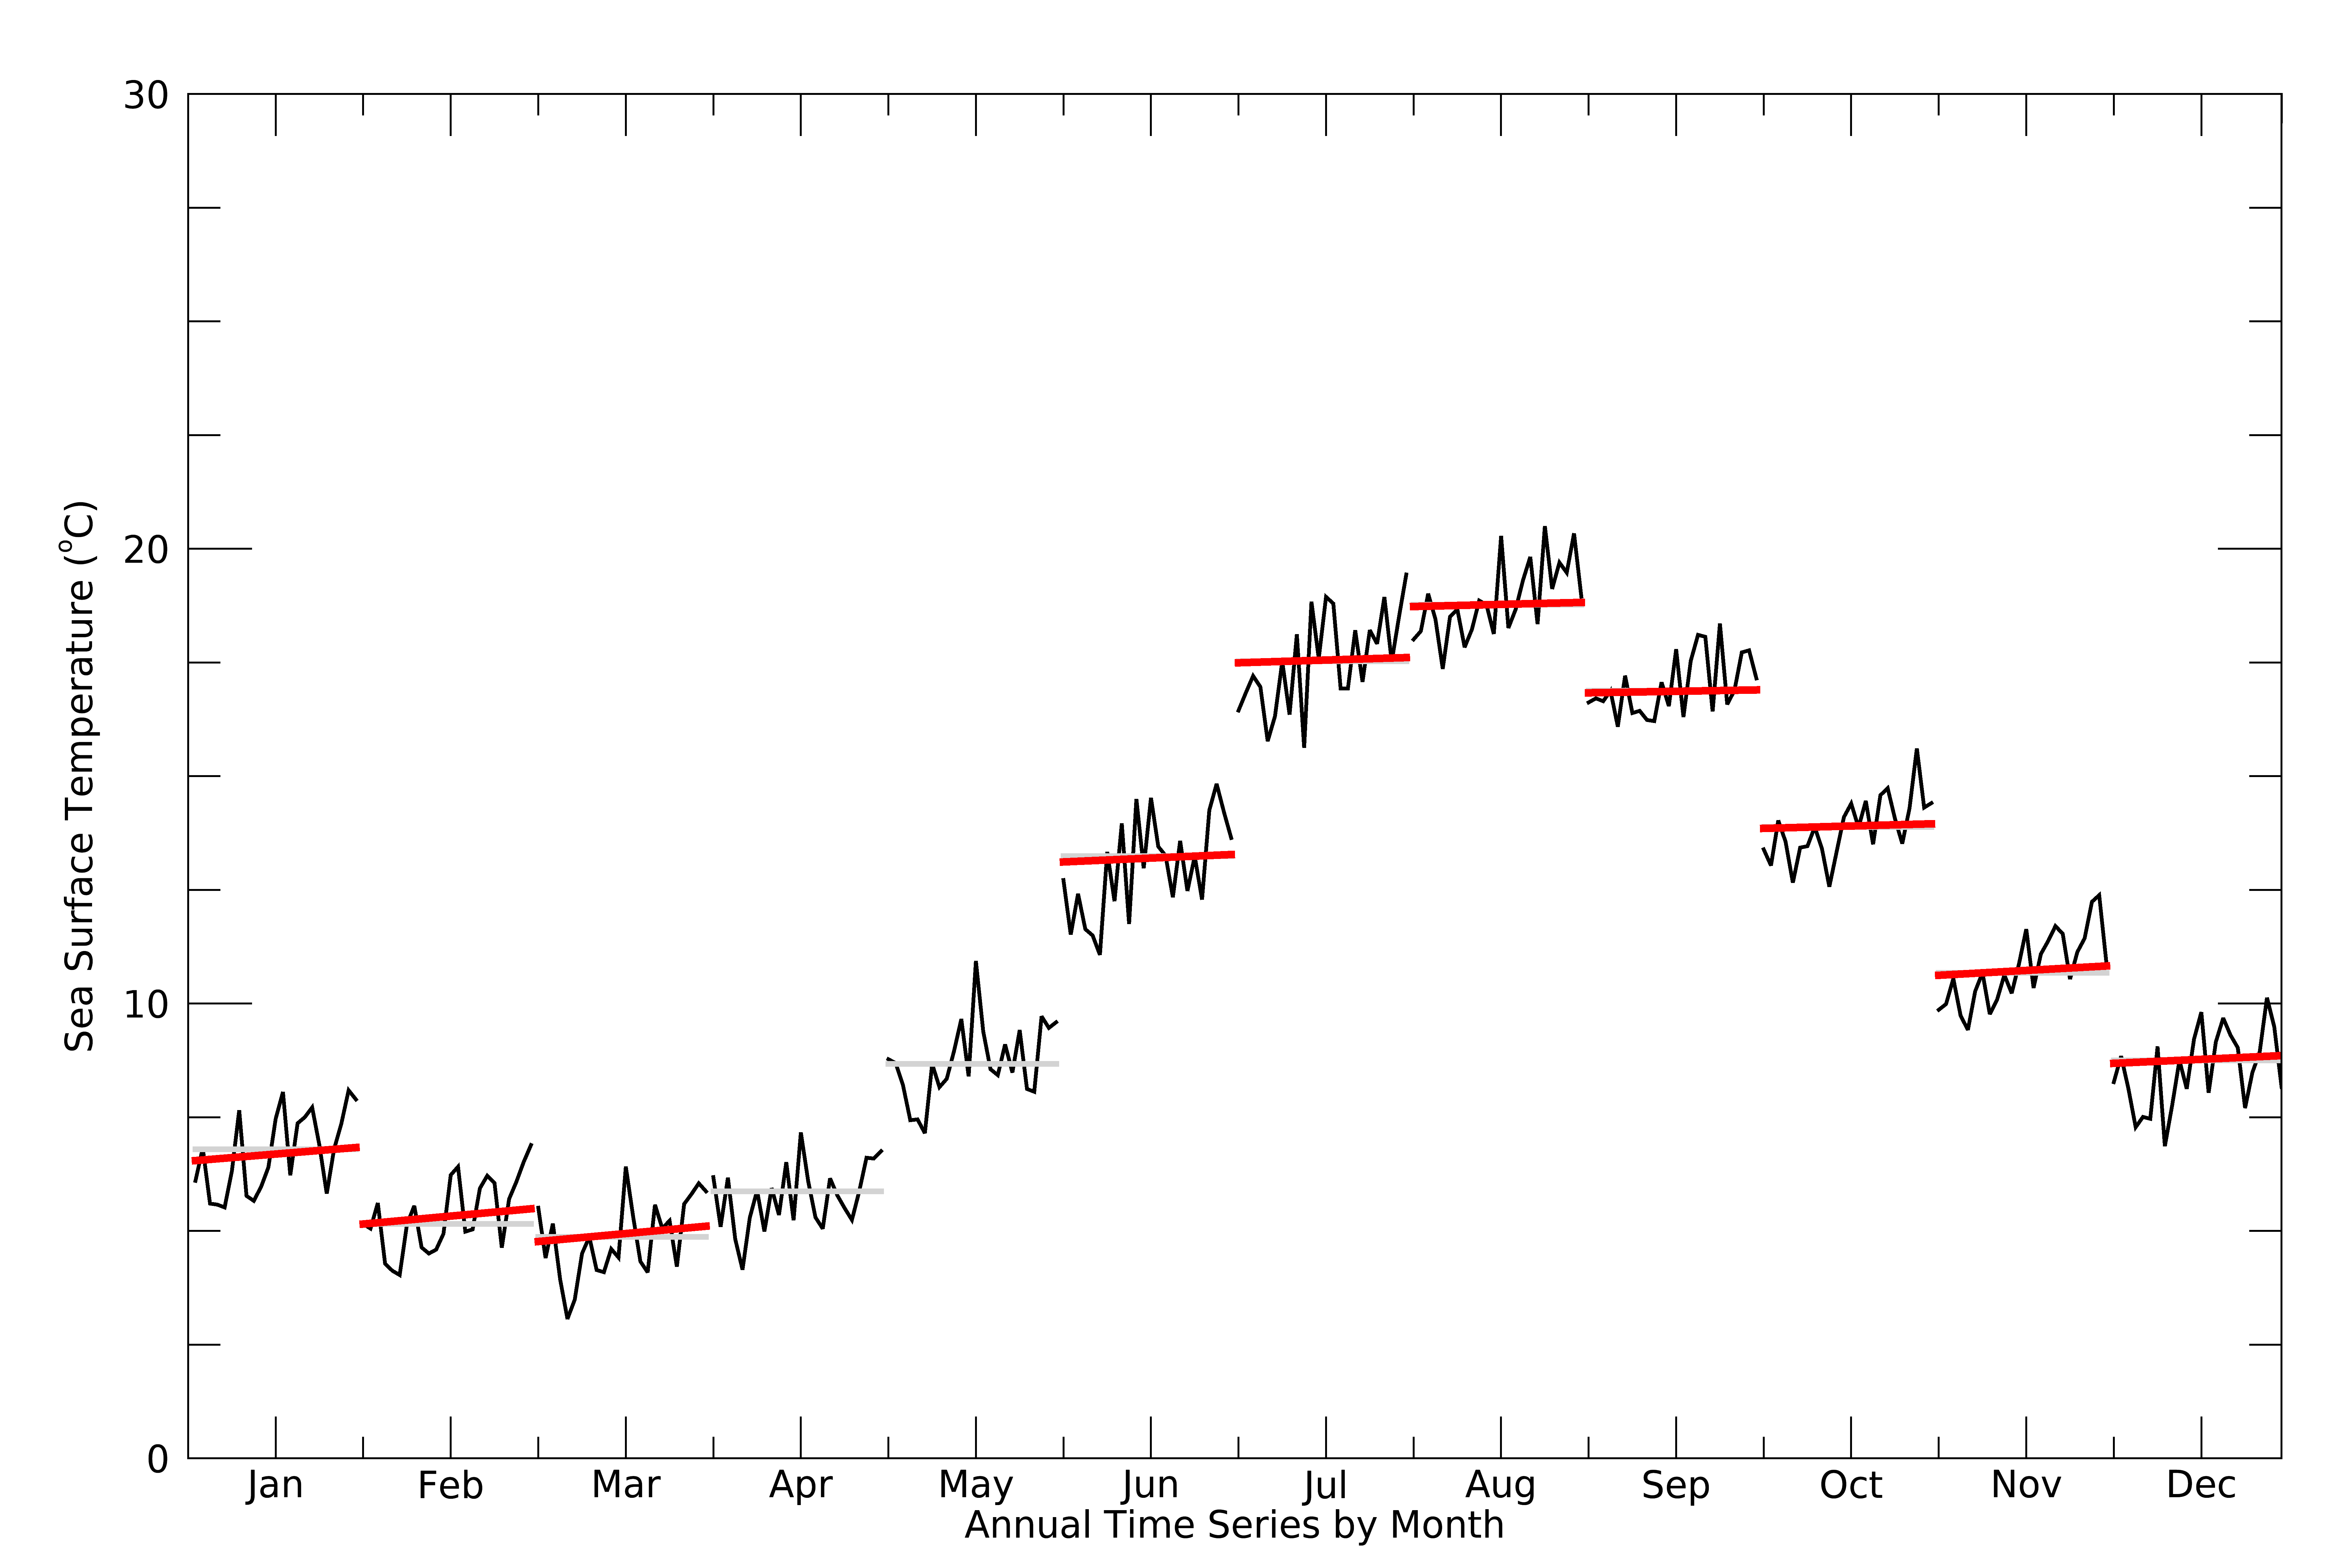 30
20
10
0
Sea Surface Temperature (°C)
Jan Feb Mar Apr May Jun Jul Aug Sep Oct Nov Dec
Annual Time Series by Month